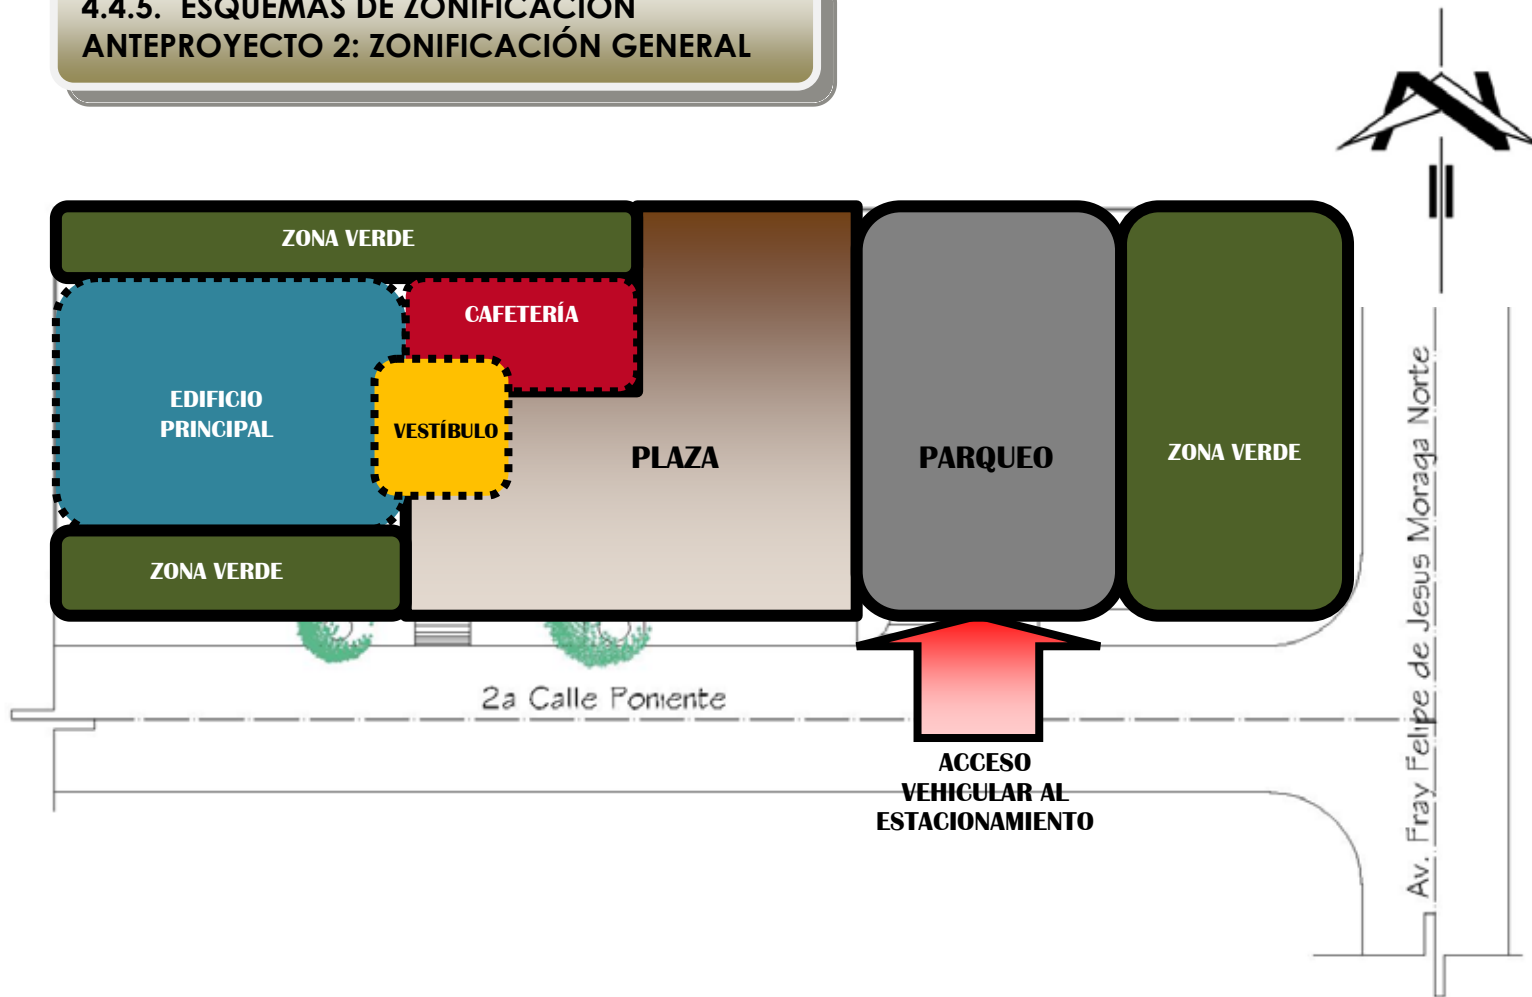 4.4.5. ESQUEMAS DE ZONIFICACIÓN
ANTEPROYECTO 2: ZONIFICACIÓN GENERAL
N
ZONA VERDE
CAFETERÍA
EDIFICIO
PRINCIPAL
VESTÍBULO
PLAZA
PARQUEO
ZONA VERDE
ZONA VERDE
2a Calle Poniente
Av. Fray Felipe de Jesus Moraga Norte
ACCESO
VEHICULAR AL
ESTACIONAMIENTO